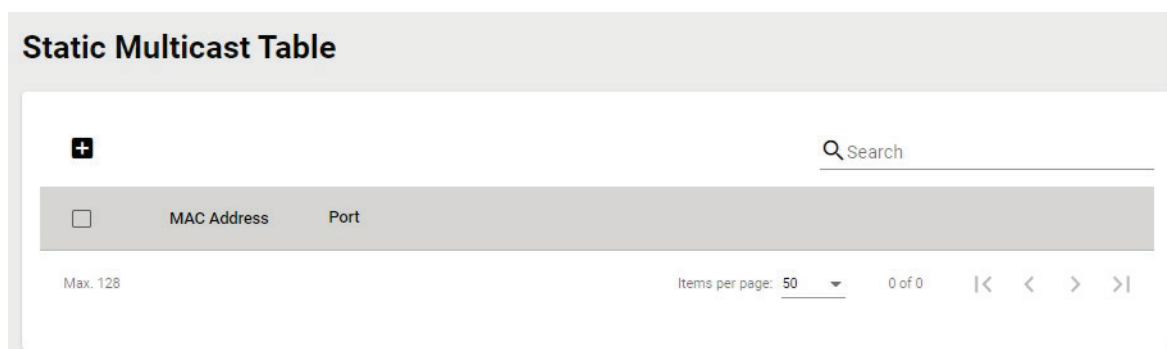 Static Multicast Table
Search
MAC Address Port
Max. 128 Items per page: 50 0 of 0